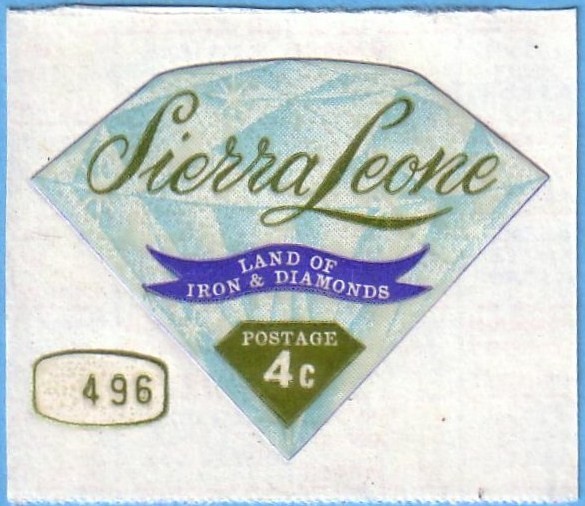 Sierra Leone
LAND OF
IRON & DIAMONDS
POSTAGE
4c
496